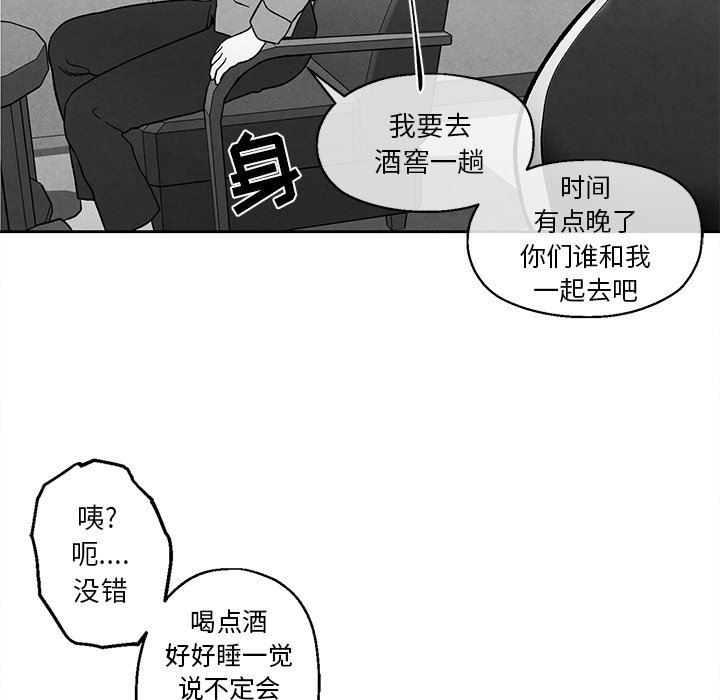 我要去
酒窖一趟
身
时间
有点晚了
你们谁和我
一起去吧
咦?
呃....
没错
喝点酒
好好睡一觉
说不定会